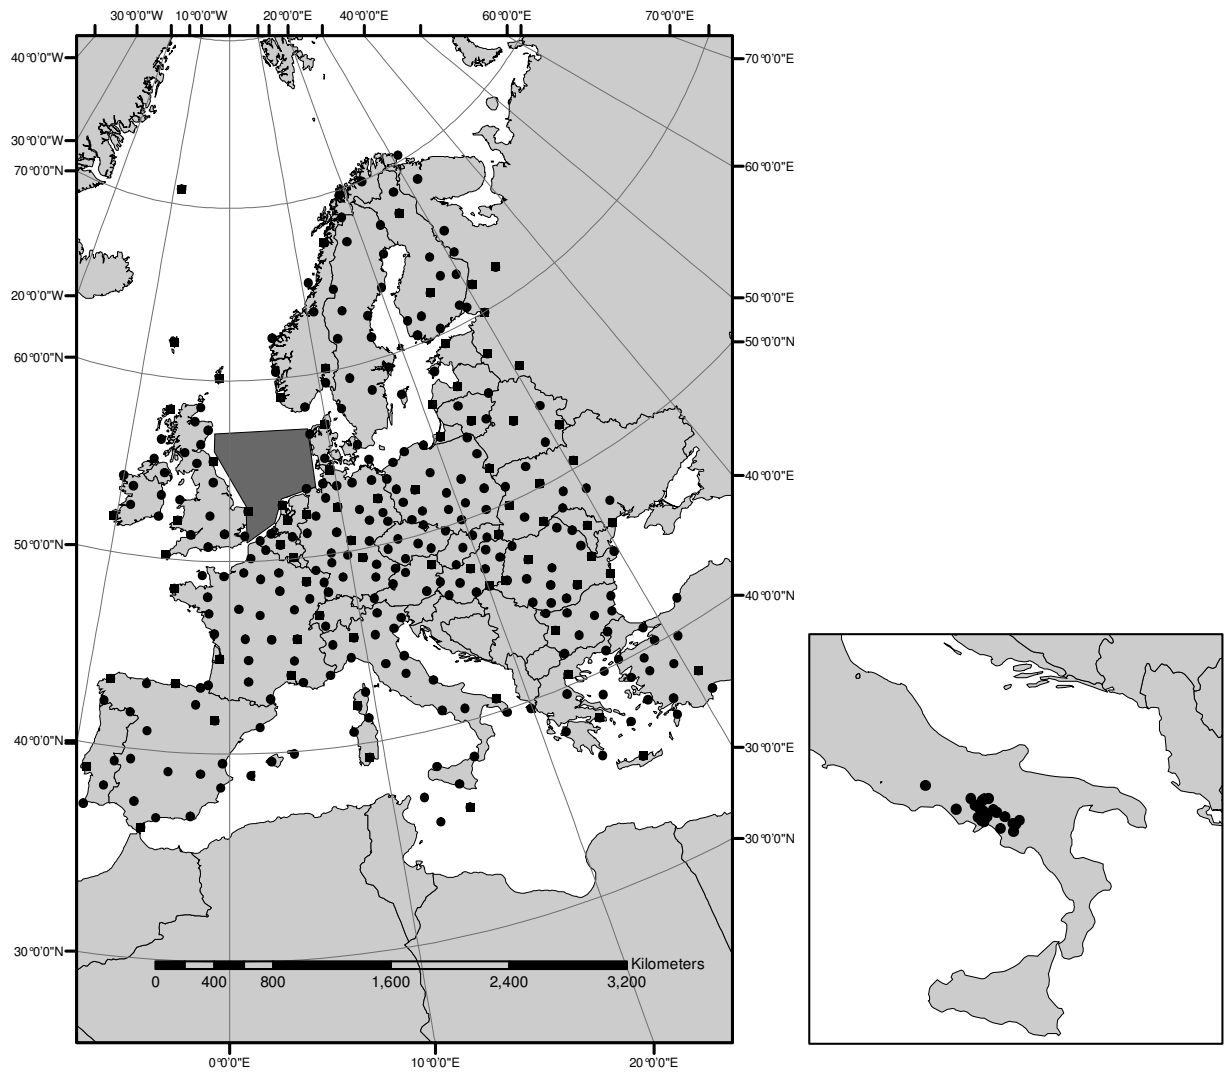 30°0'0"W 10°0'0"W 20°0'0"E 40°0'0"E 60°0'0"E 70°0'0"E
40°0'0"W
70°0'0"E
30°0'0"W
70°0'0"N
60°0'0"E
20°0'0"W
50°0'0"E
60°0'0"N
50°0'0"N
40°0'0"E
50°0'0"N
40°0'0"N
40°0'0"N
30°0'0"E
30°0'0"N
30°0'0"N
Kilometers
0 400 800 1,600 2,400 3,200
0°0'0"E 10°0'0"E 20°0'0"E